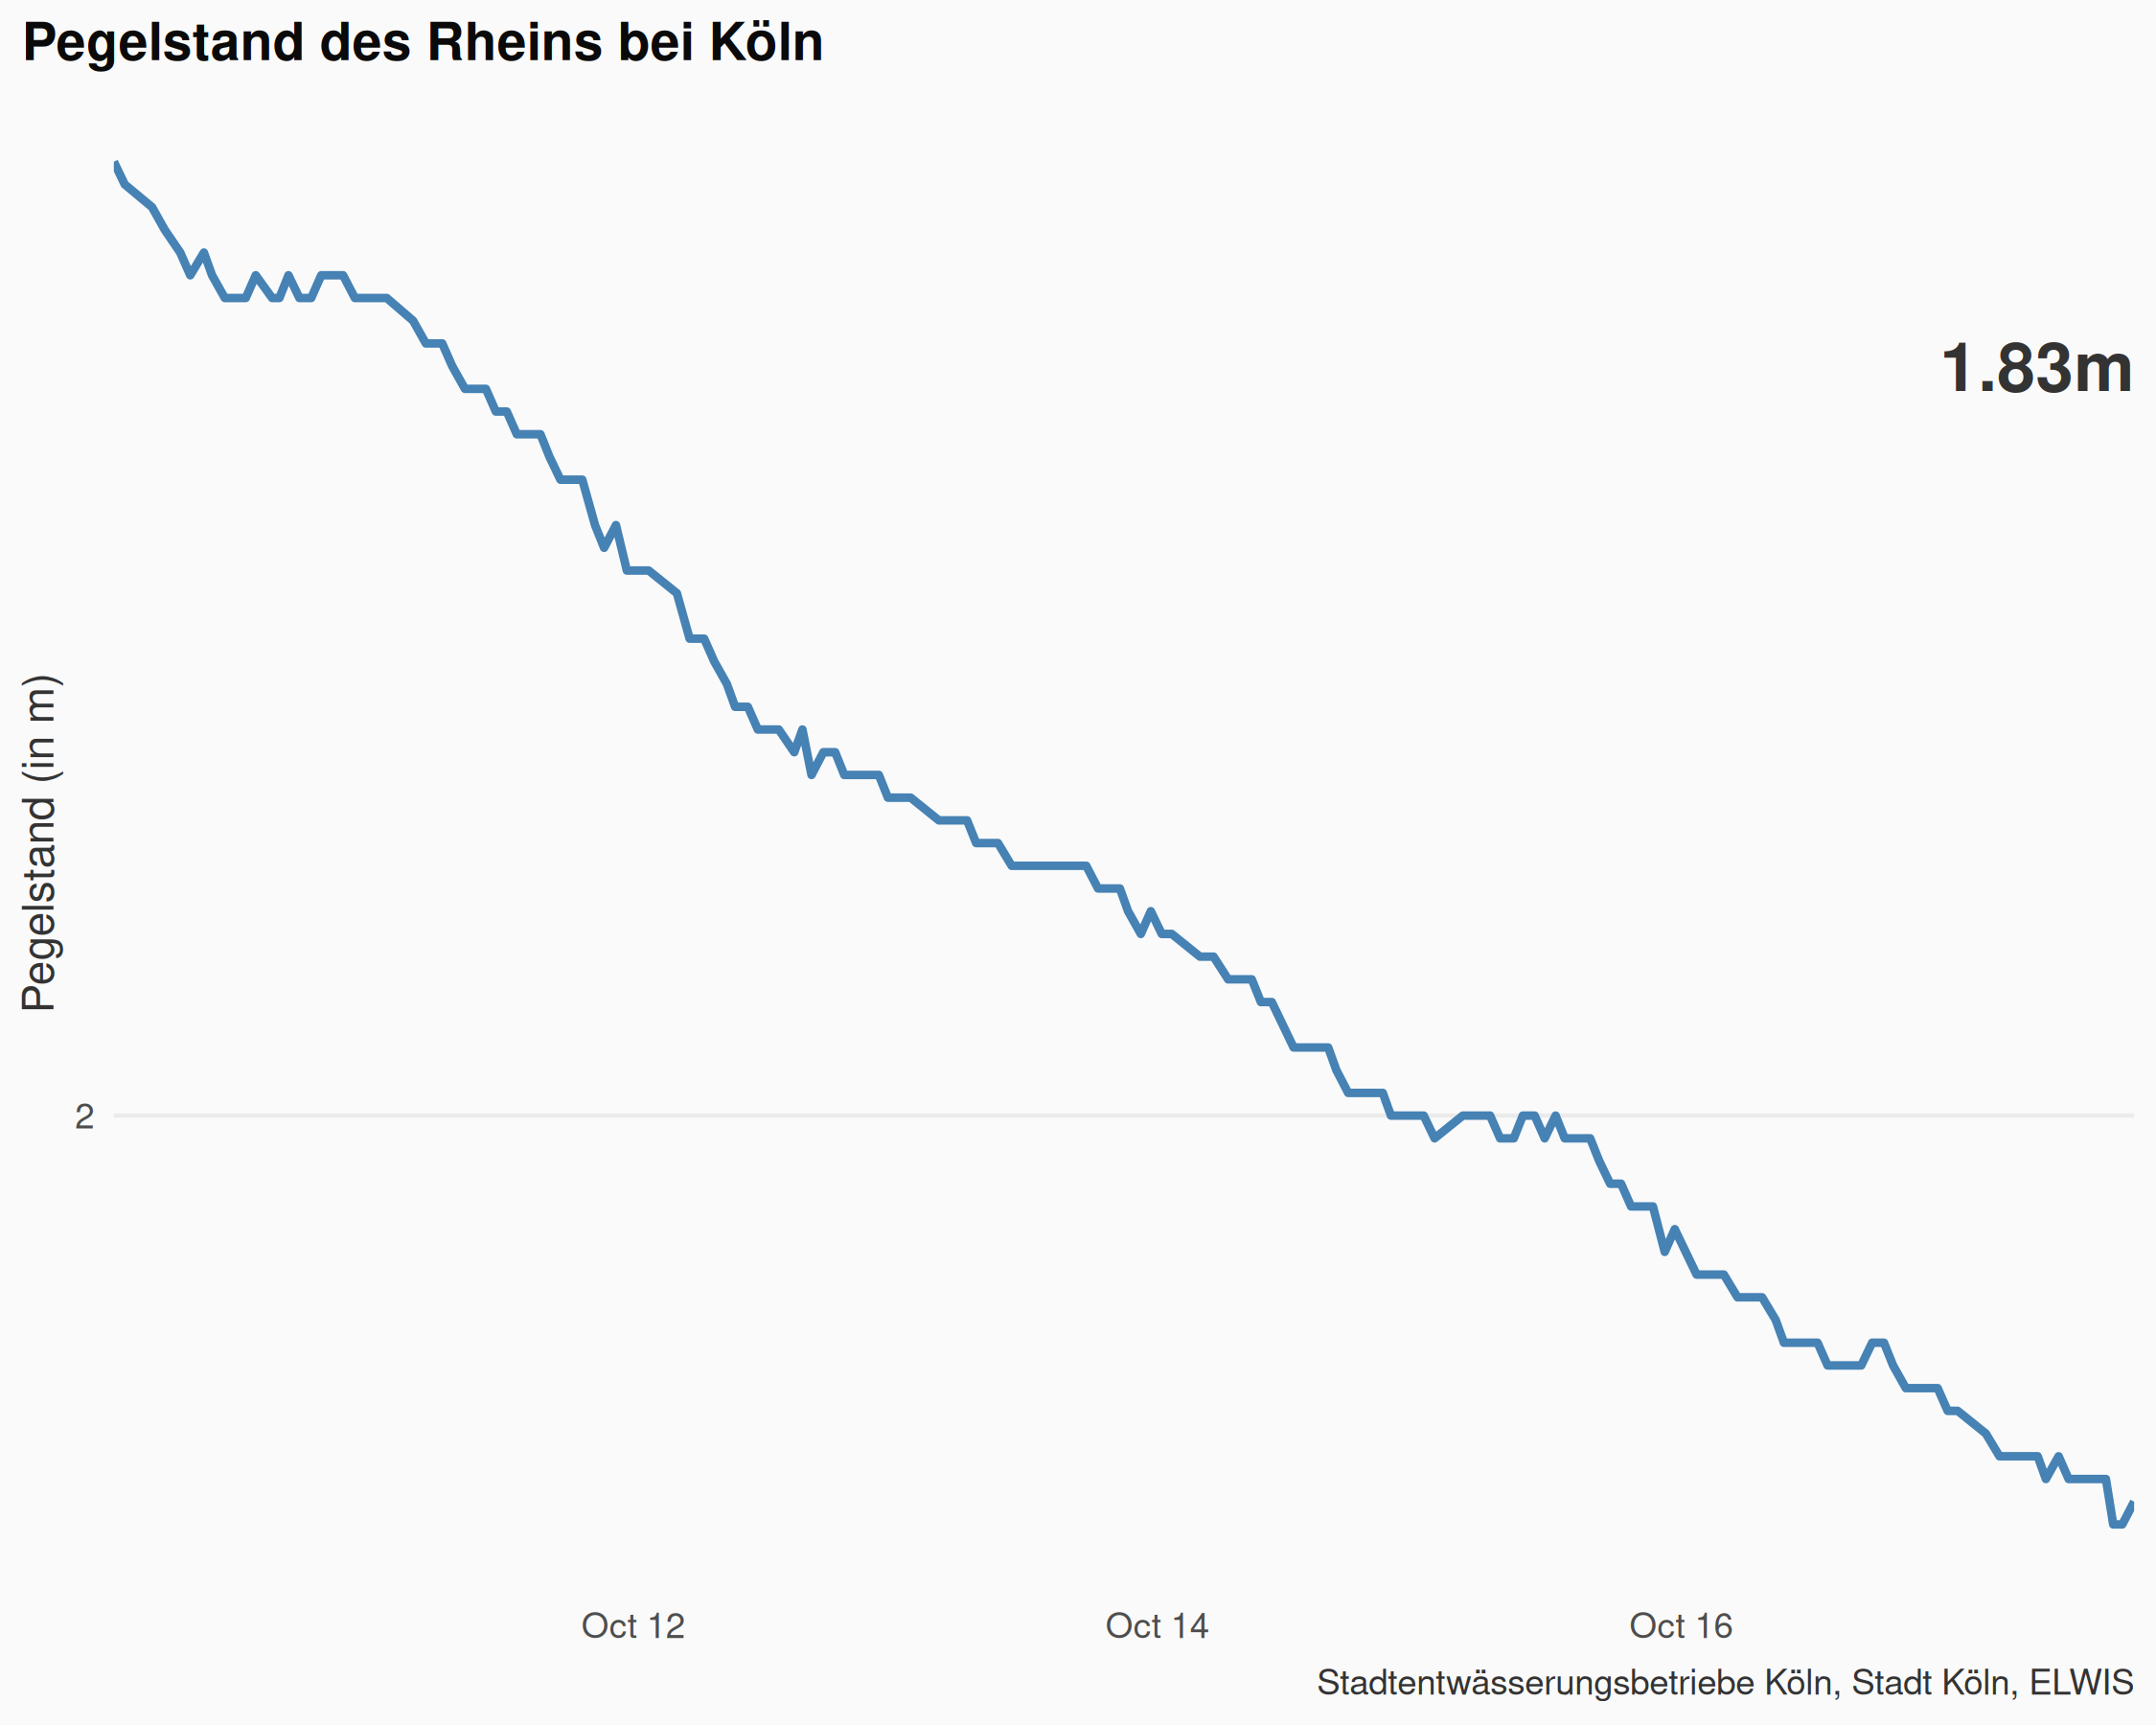 Pegelstand des Rheins bei Köln
1.83m
Pegelstand (in m)
2
Oct 12
Oct 14
Oct 16
Stadtentwässerungsbetriebe Köln, Stadt Köln, ELWIS